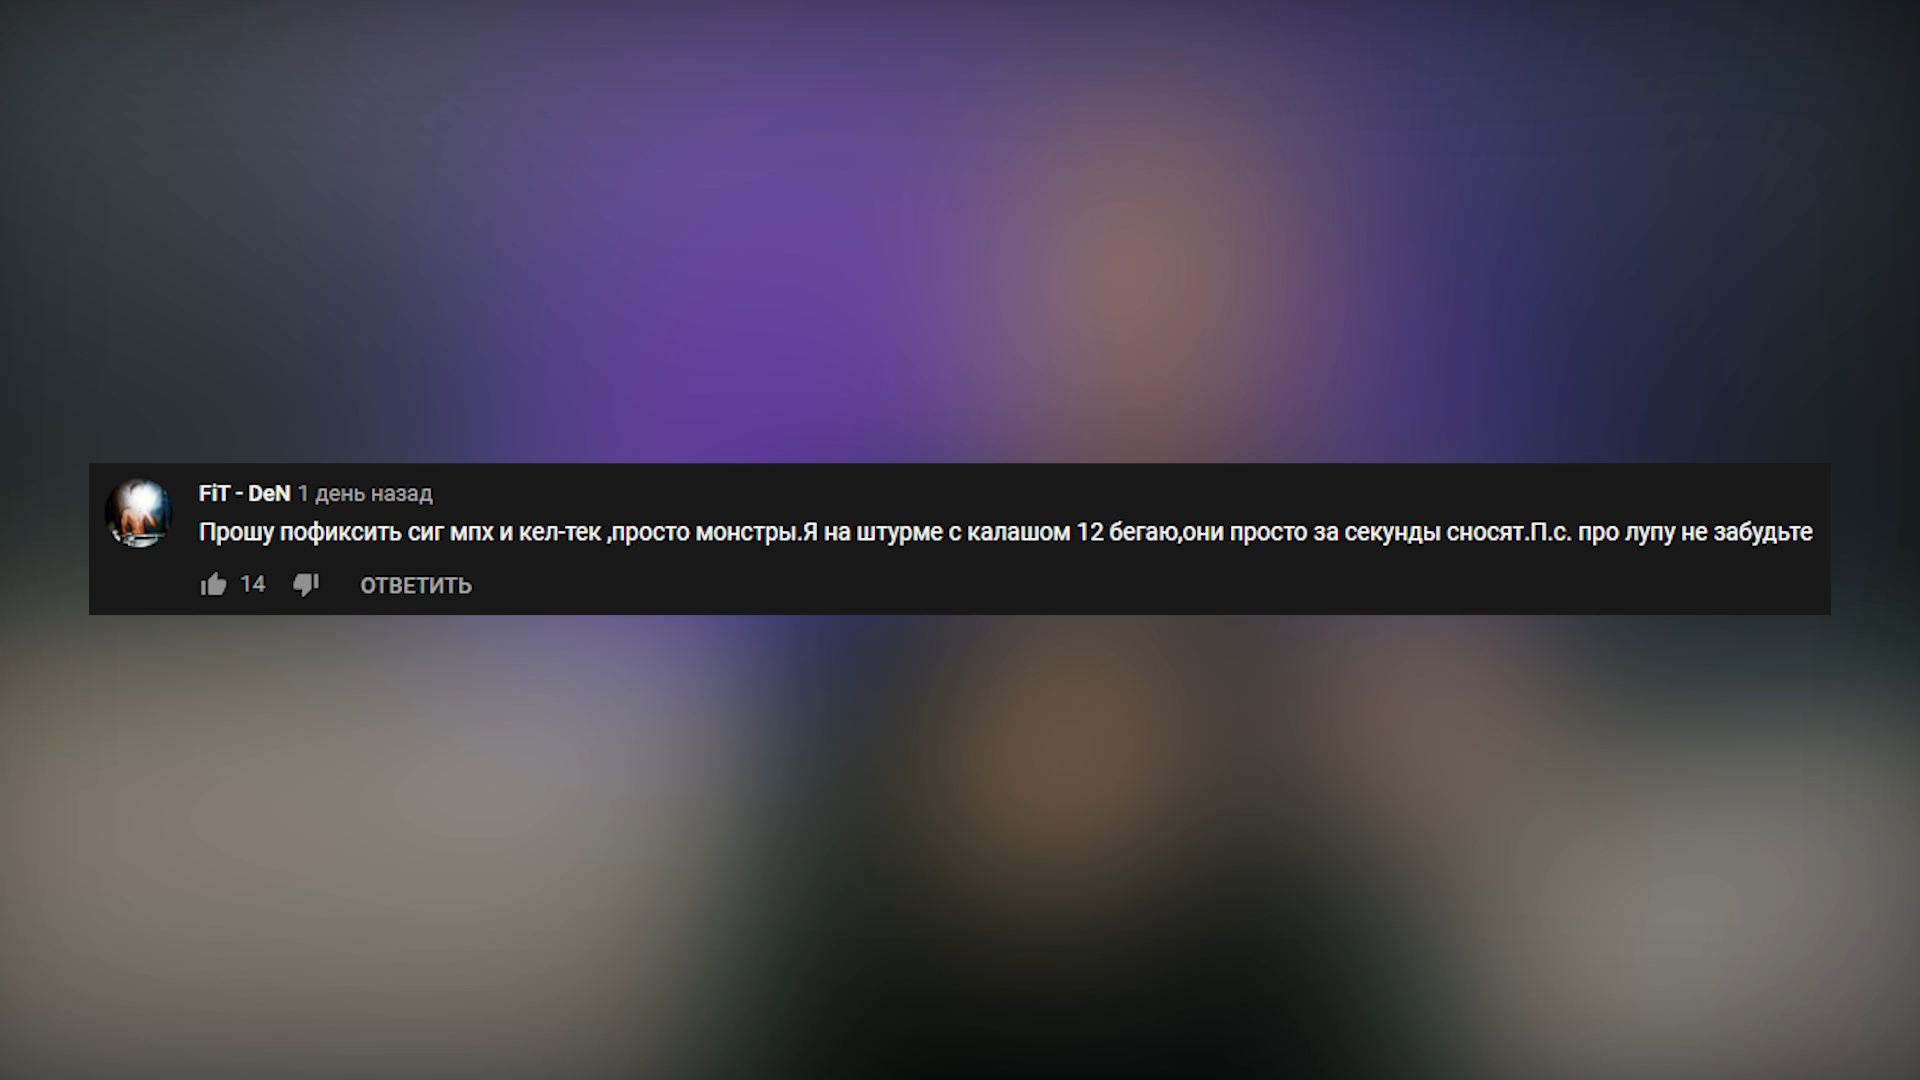 FiT - DeN 1 день назад
Прошу пофиксить сиг мпх и кел-тек ,просто монстры.Я на штурме с калашом 12 бегаю,они просто за секунды сносят.П.с. про лупу не забудьте
14 ОТВЕТИТЬ